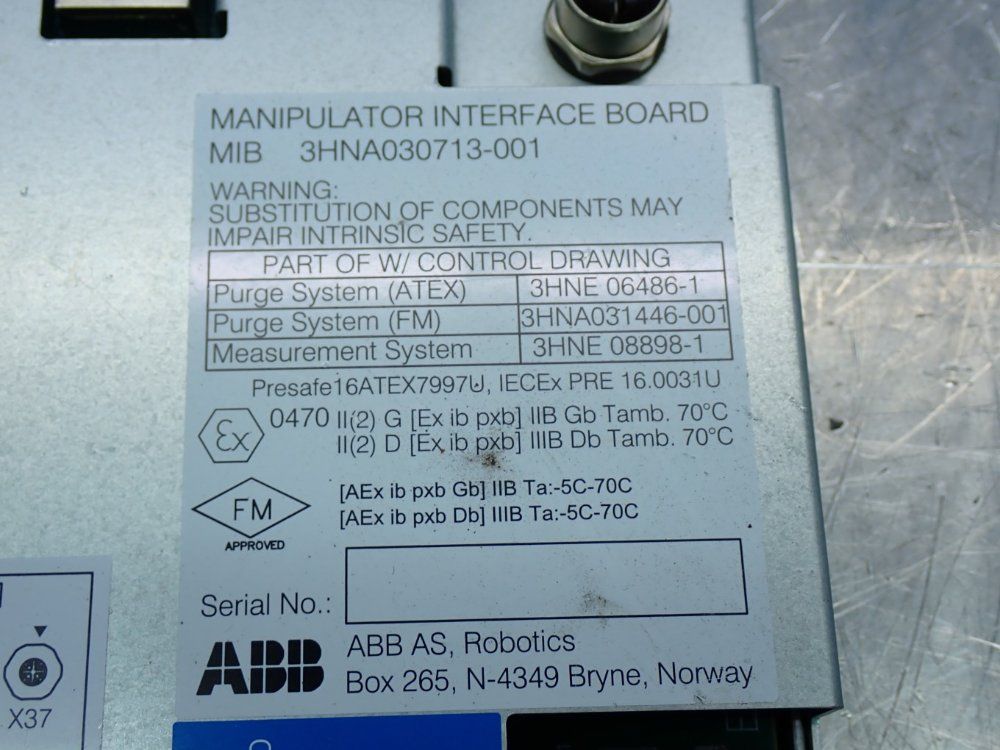 MANIPULATOR INTERFACE BOARD
MIB 3HNA030713-001
WARNING:
SUBSTITUTION OF COMPONENTS MAY
IMPAIR INTRINSIC SAFETY.
PART OF W/ CONTROL DRAWING
Purge System (ATEX) 3HNE 06486-1
Purge System (FM) 3HNA031446-001
Measurement System 3HNE 08898-1
Presafe16ATEX7997U, IECEx PRE 16.0031U
Ex 0470 II(2) G [Ex ib pxb] IIB Gb Tamb. 70°C
II(2) D [Ex ib pxb] IIIB Db Tamb. 70°C
FM
APPROVED
[AEx ib pxb Gb] IIB Ta:-5C-70C
[AEx ib pxb Db] IIIB Ta:-5C-70C
Serial No.:
ABB
ABB AS, Robotics
Box 265, N-4349 Bryne, Norway
X37